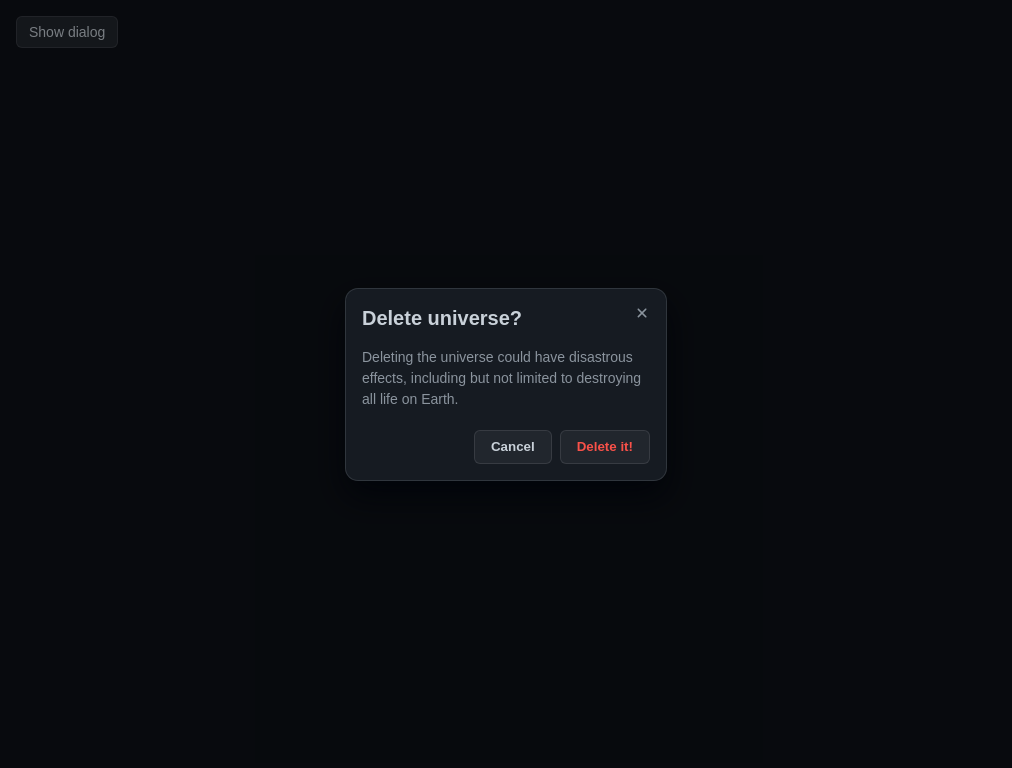 Show dialog
Delete universe?
Deleting the universe could have disastrous
effects, including but not limited to destroying
all life on Earth.
Cancel
Delete it!